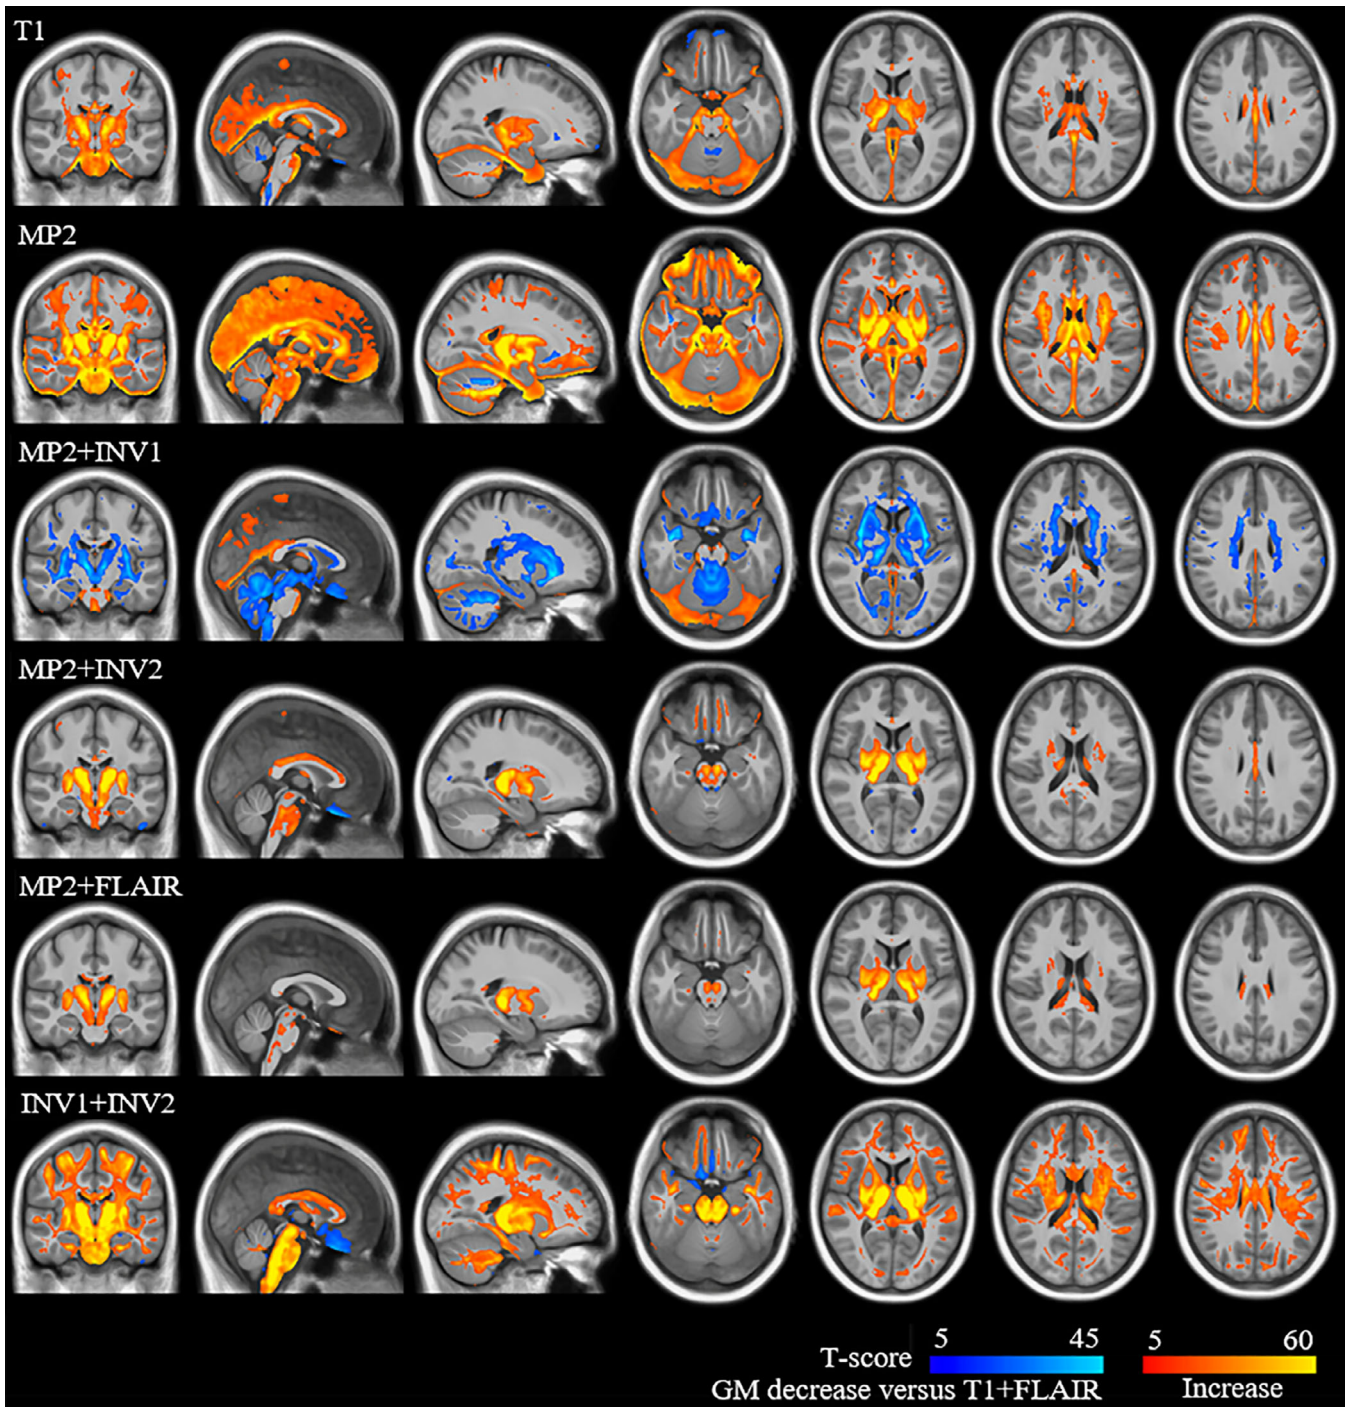 T1
MP2
MP2+INV1
MP2+INV2
MP2+FLAIR
INV1+INV2
T-score 5 45 5 60
GM decrease versus T1+FLAIR Increase